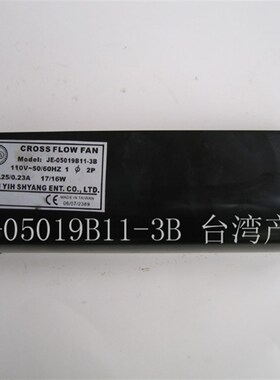 CROSS FLOW FAN
Model: JE-05019B11-3B
110V~50/60HZ 1 Φ 2P
.25/0.23A 17/16W
YIH SHYANG ENT. CO., LTD.
MADE IN TAIWAN
-05019B11-3B 台湾产